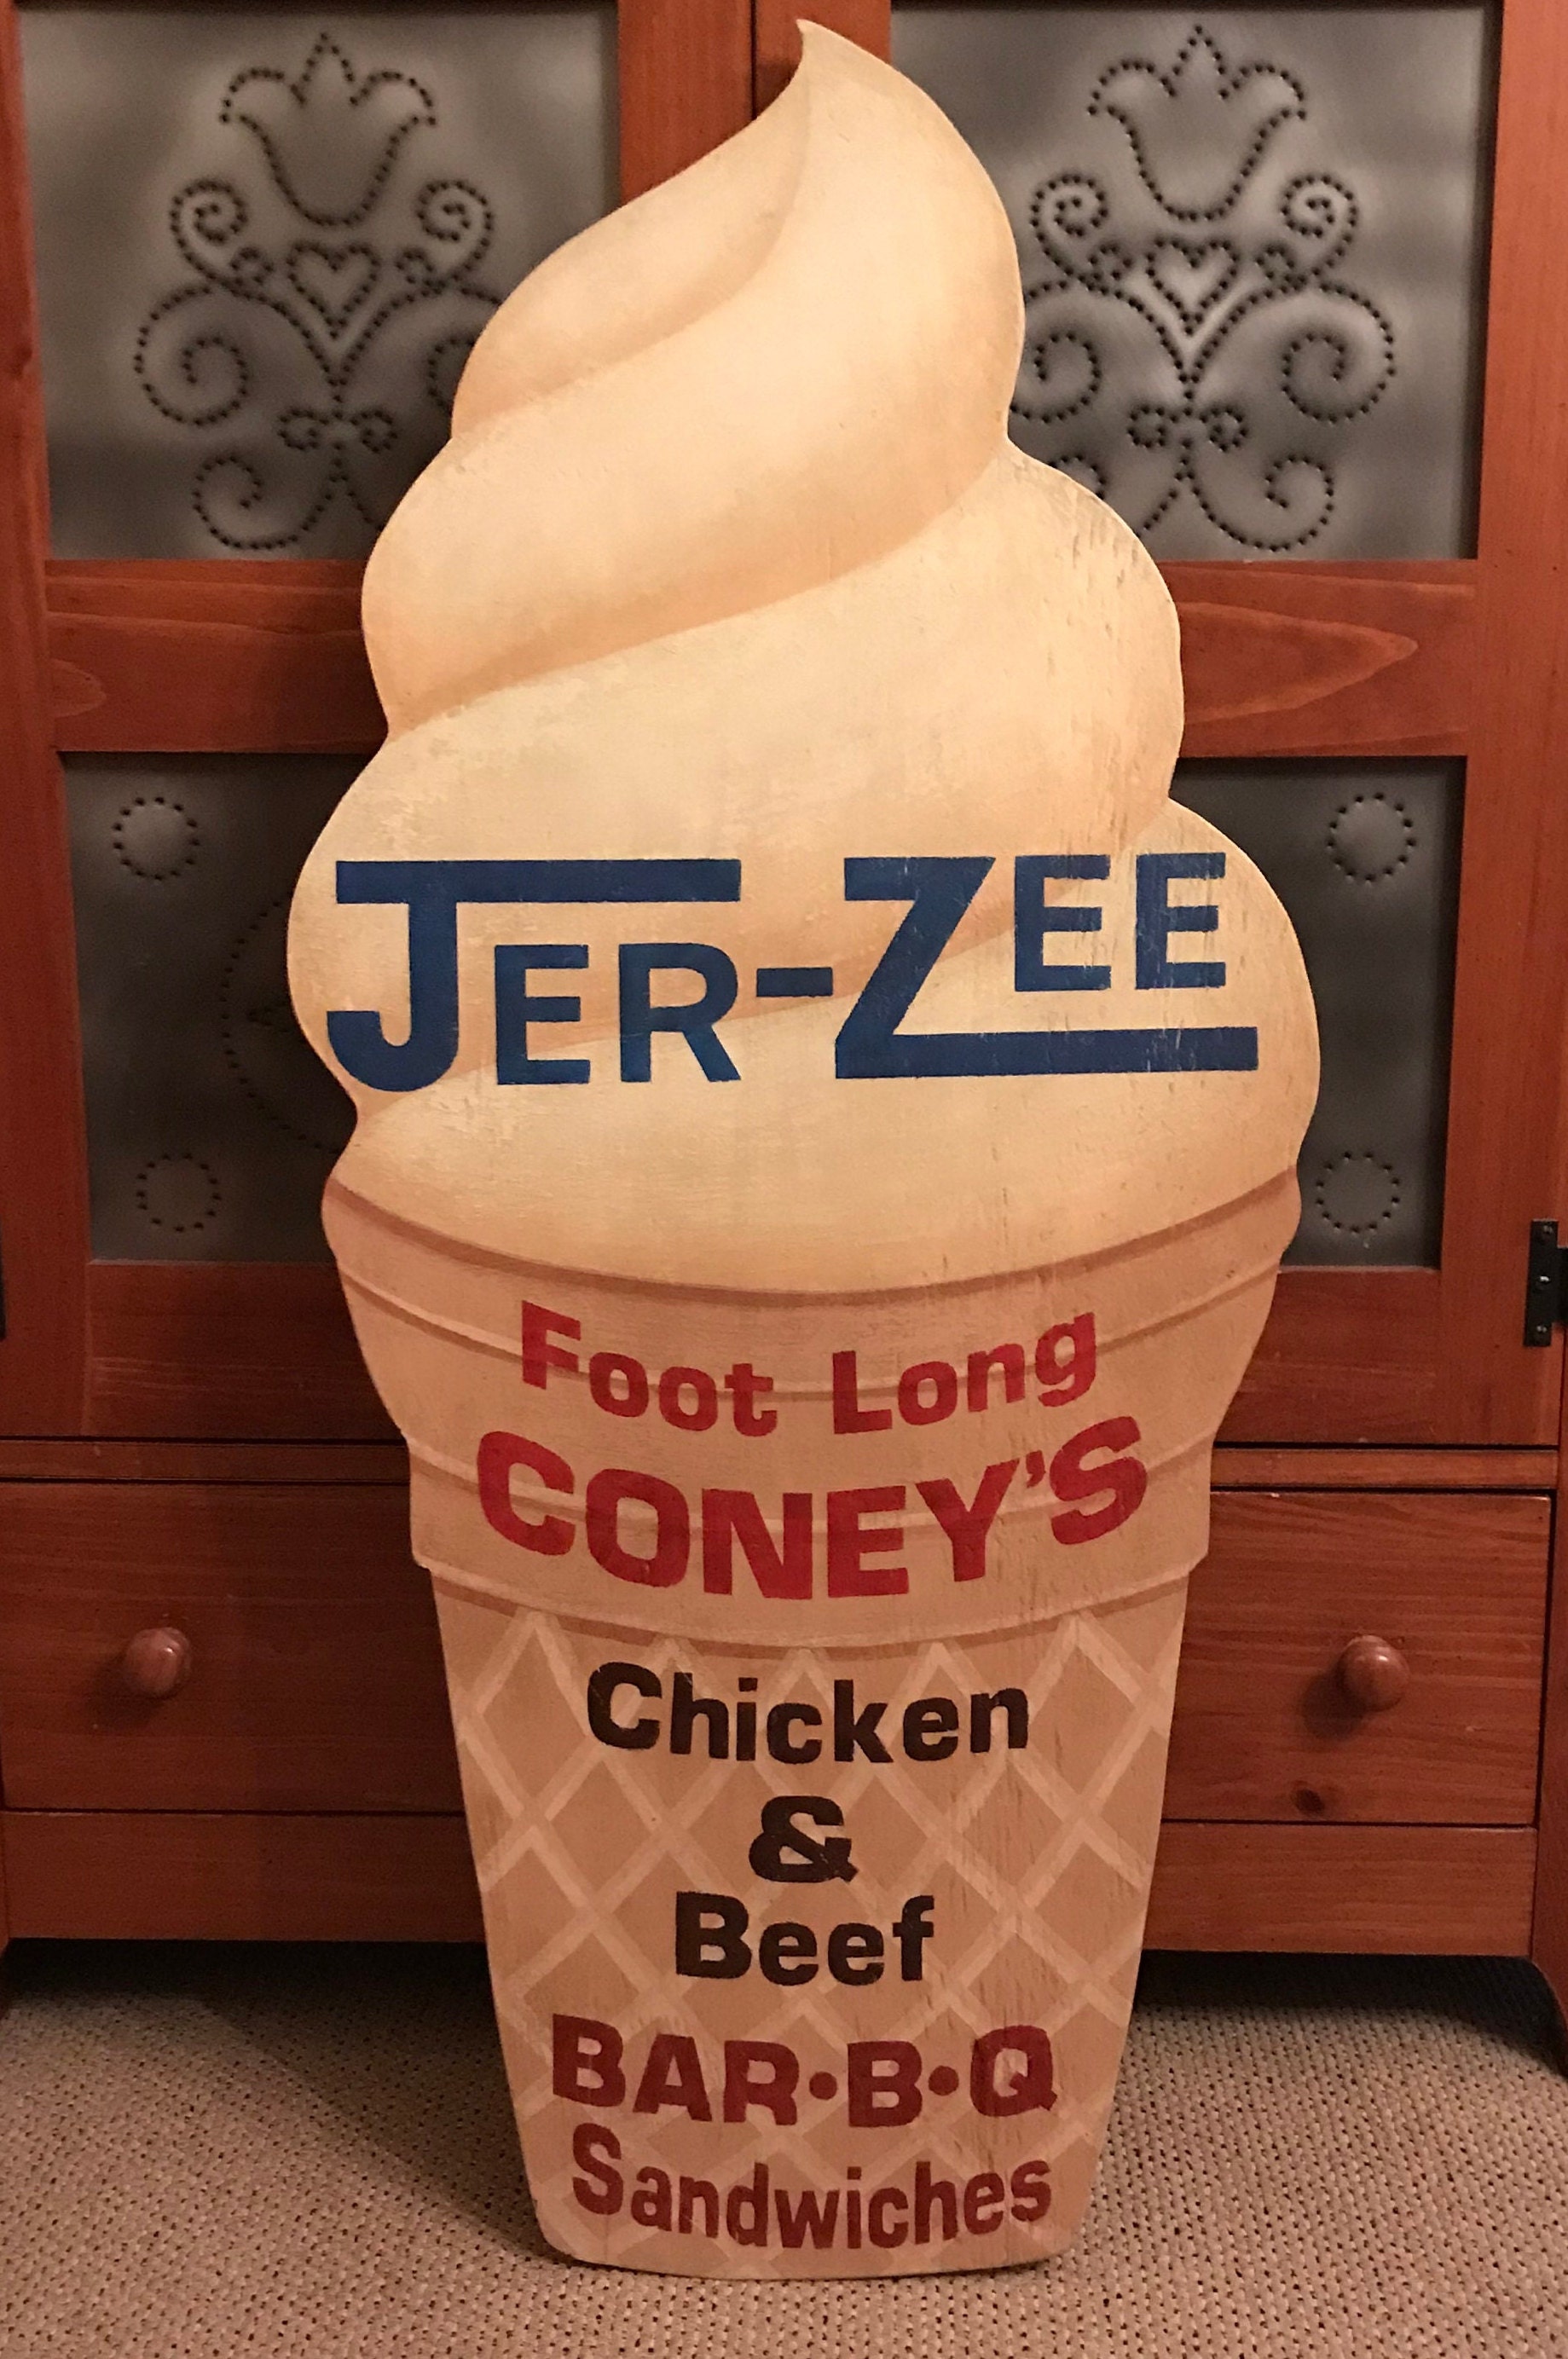 JER-ZEE
Foot Long
CONEY'S
Chicken
&
Beef
BAR•B•Q
Sandwiches